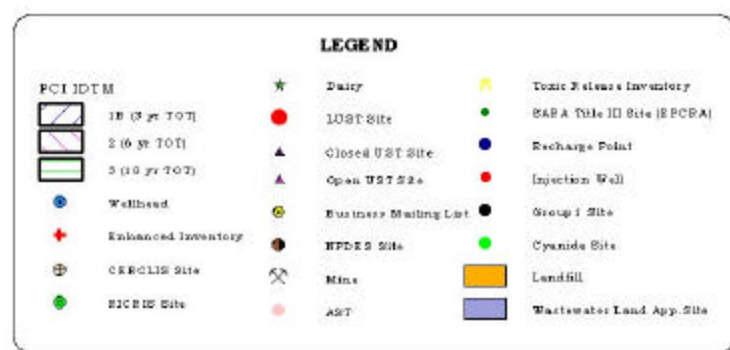 LEGEND
PCI IDTM
1B (3 yr TOT)
2 (6 yr TOT)
3 (10 yr TOT)
Wellhead
Enhanced Inventory
CERCLIS Site
RICRIS Site
Dairy
LUST Site
Closed UST Site
Open UST Site
Business Mailing List
NPDES Site
Mine
AST
Toxic Release Inventory
SARA Title III Site (EPCRA)
Recharge Point
Injection Well
Group 1 Site
Cyanide Site
Landfill
Wastewater Land App. Site